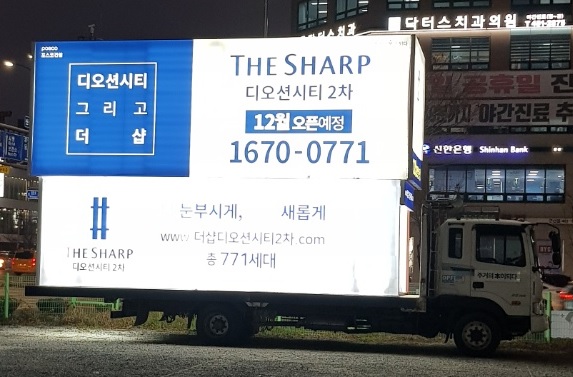 posco
포스코건설
디오션시티
그리고
더샵
THE SHARP
디오션시티 2차
12월 오픈예정
1670-0771
THE SHARP
디오션시티 2차
눈부시게, 새롭게
www.더샵디오션시티2차.com
총 771세대
닥터스치과의원
공휴일 진
야간진료
신한은행 Shinhan Bank